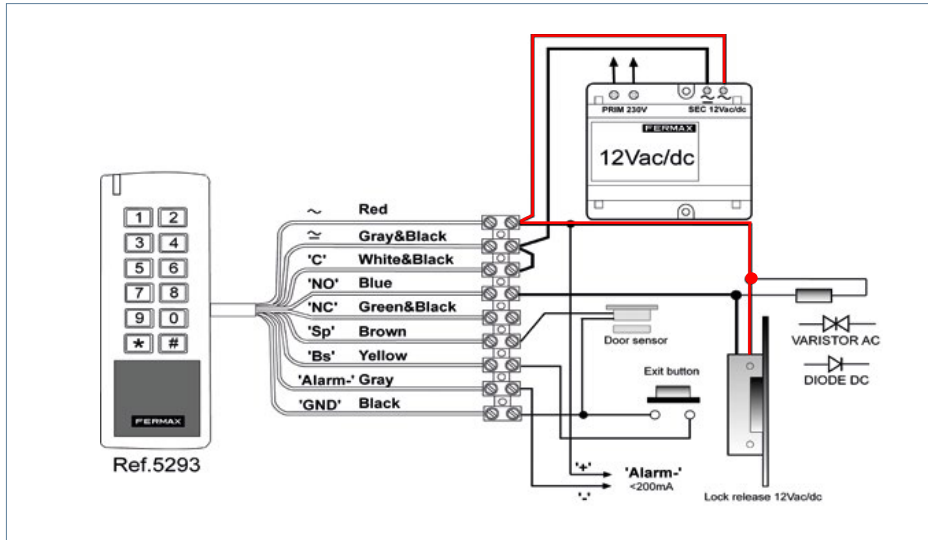 PRIM 230V
SEC 12Vac/dc
FERMAX
12Vac/dc
1 2
3 4
5 6
7 8
9 0
* #
FERMAX
Ref.5293
~ Red
≃ Gray&Black
'C' White&Black
'NO' Blue
'NC' Green&Black
'Sp' Brown
'Bs' Yellow
'Alarm-' Gray
'GND' Black
Door sensor
Exit button
VARISTOR AC
DIODE DC
'+'
'-'
'Alarm-'
<200mA
Lock release 12Vac/dc